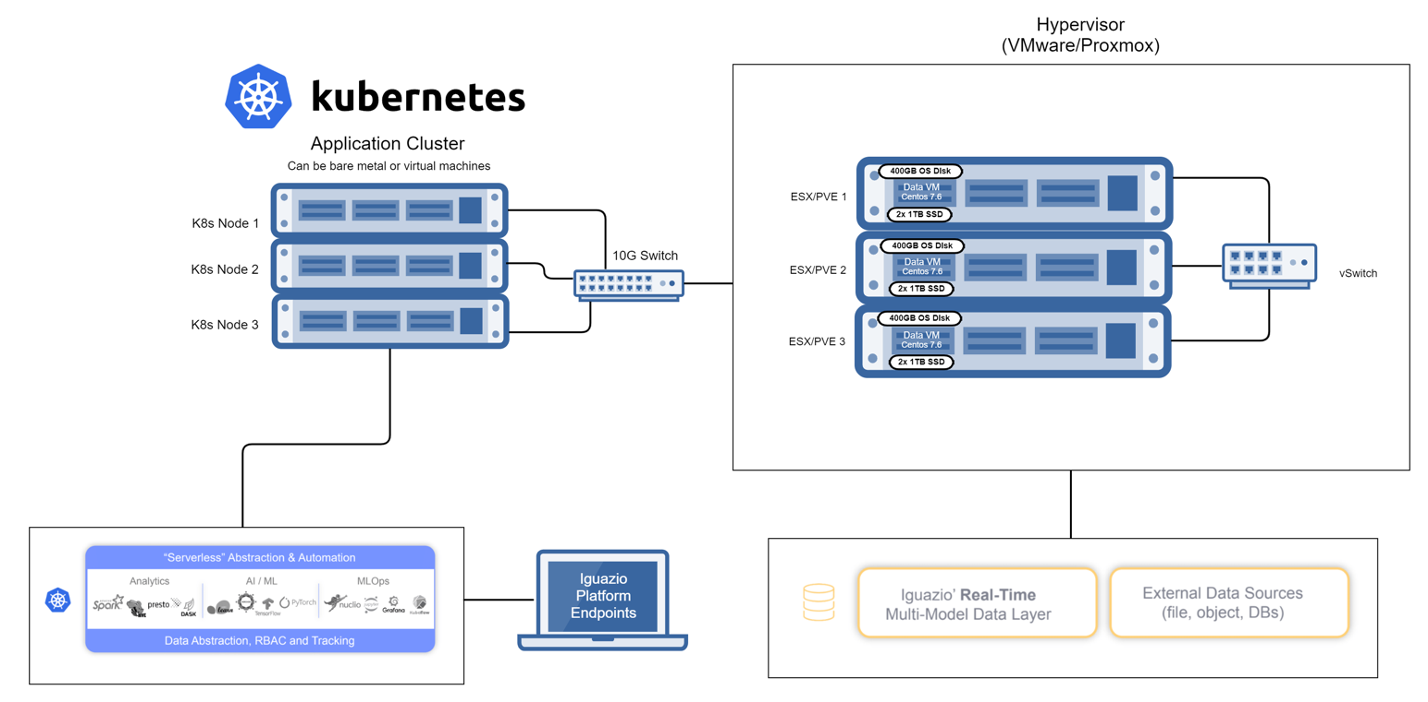 Hypervisor
(VMware/Proxmox)
kubernetes
Application Cluster
Can be bare metal or virtual machines
K8s Node 1
K8s Node 2
K8s Node 3
10G Switch
ESX/PVE 1
400GB OS DIsk
Data VM
Centos 7.6
2x 1TB SSD
ESX/PVE 2
400GB OS DIsk
Data VM
Centos 7.6
2x 1TB SSD
ESX/PVE 3
400GB OS DIsk
Data VM
Centos 7.6
2x 1TB SSD
vSwitch
“Serverless” Abstraction & Automation
Analytics
AI / ML
MLOps
Spark
presto
DASK
TensorFlow
PyTorch
nuclio
Grafana
Data Abstraction, RBAC and Tracking
Iguazio
Platform
Endpoints
Iguazio’ Real-Time
Multi-Model Data Layer
External Data Sources
(file, object, DBs)